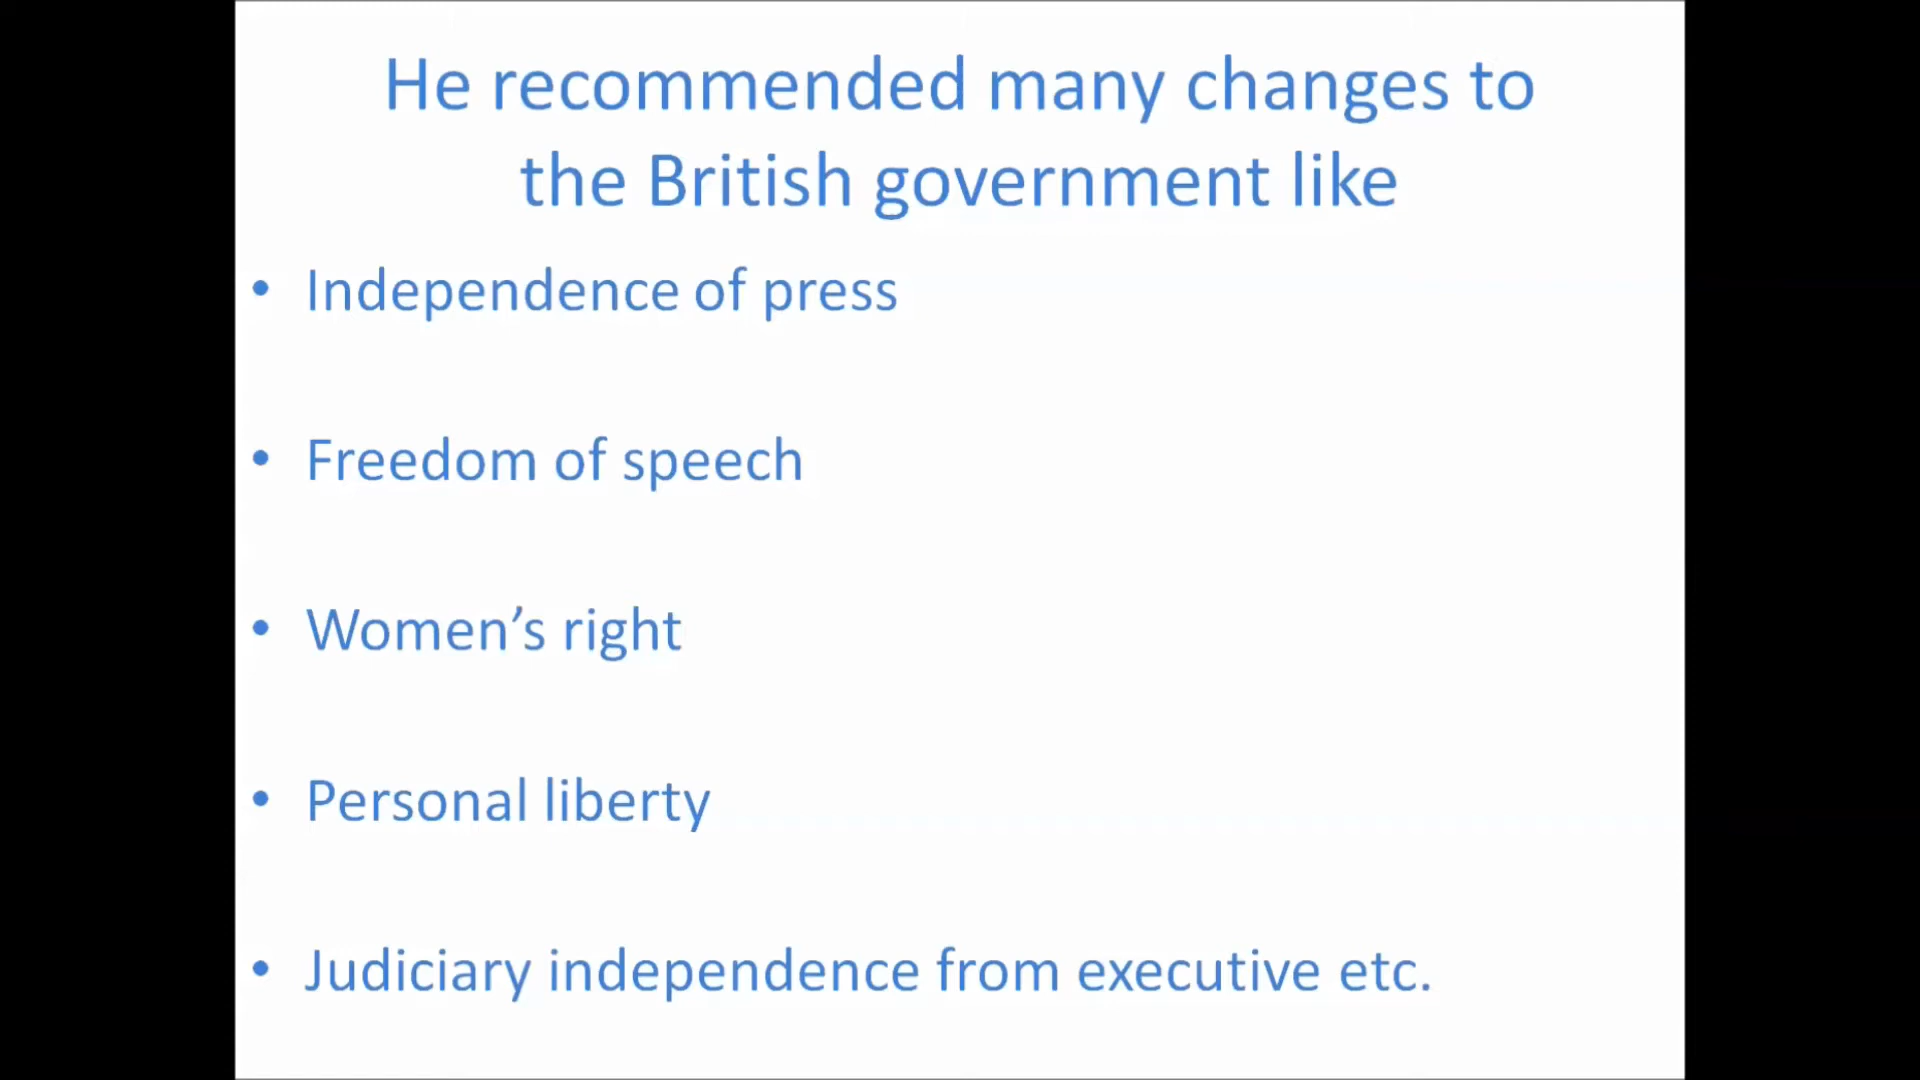 He recommended many changes to
the British government like
• Independence of press
• Freedom of speech
• Women’s right
• Personal liberty
• Judiciary independence from executive etc.